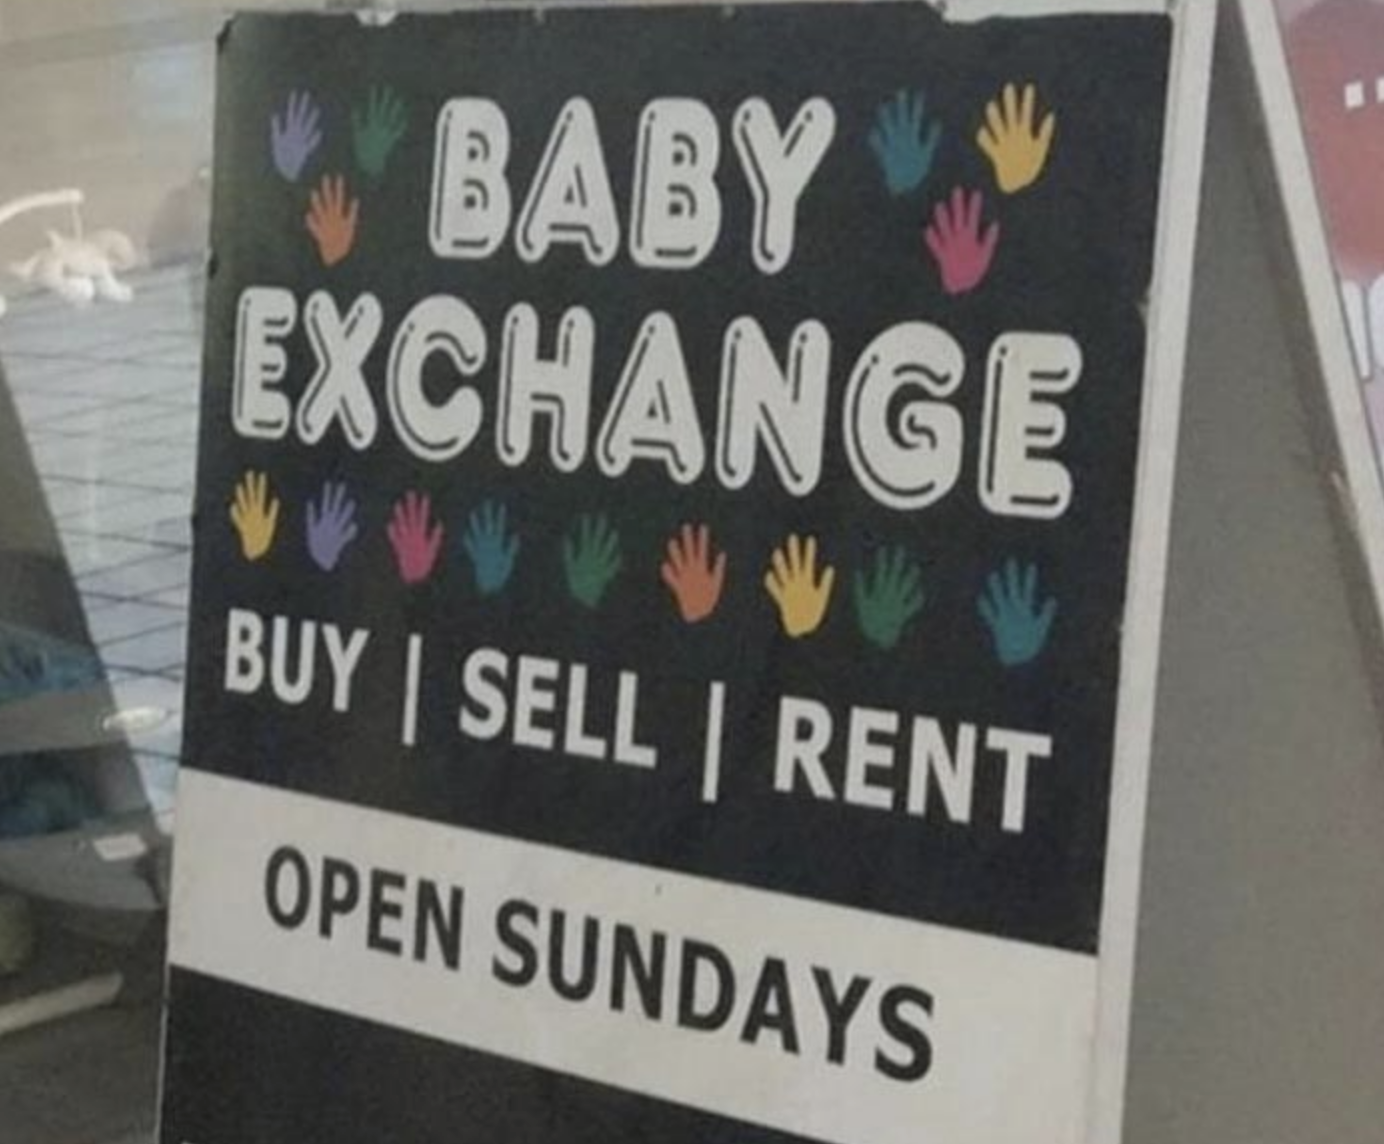 BABY
EXCHANGE
BUY | SELL | RENT
OPEN SUNDAYS